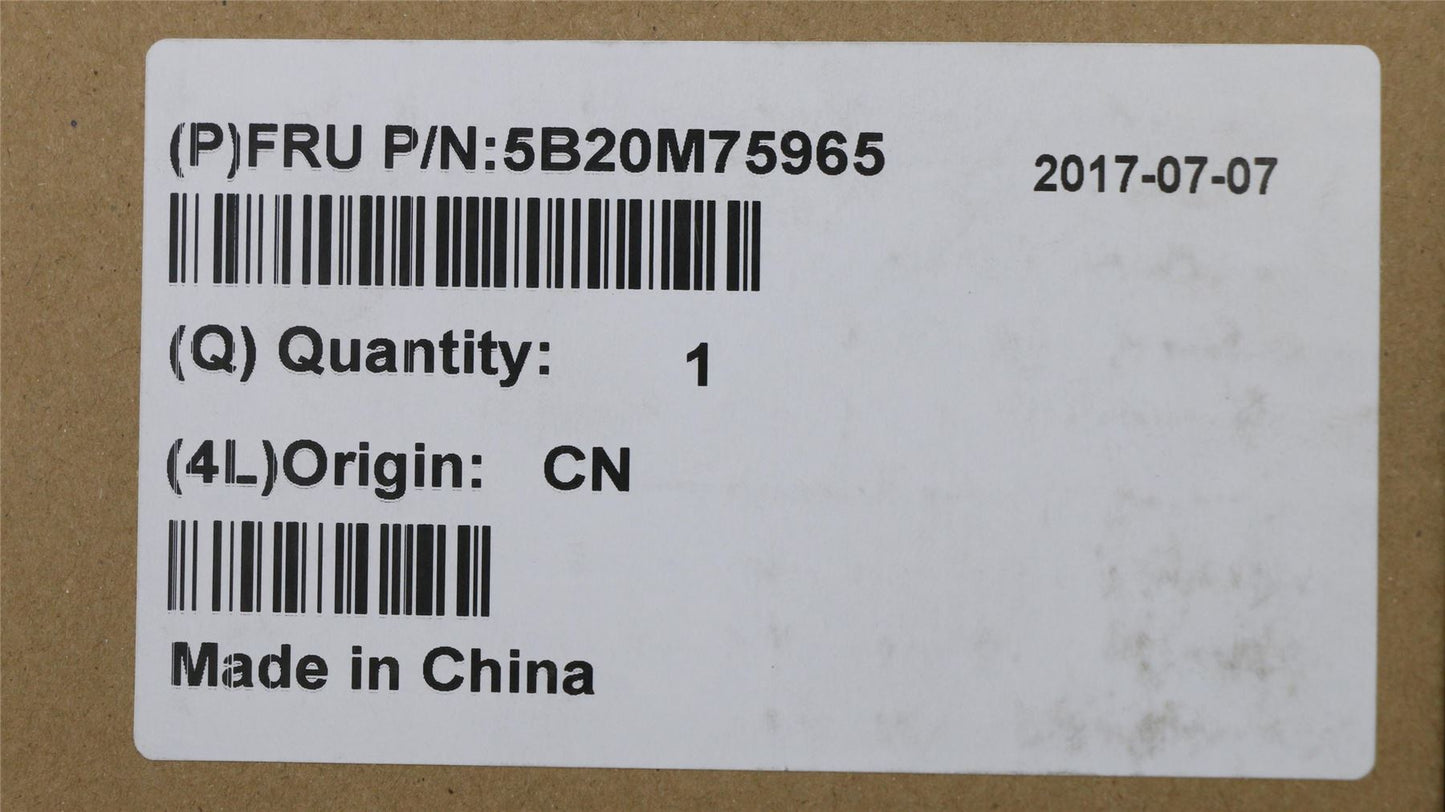 (P)FRU P/N:5B20M75965
2017-07-07
(Q) Quantity: 1
(4L)Origin: CN
Made in China